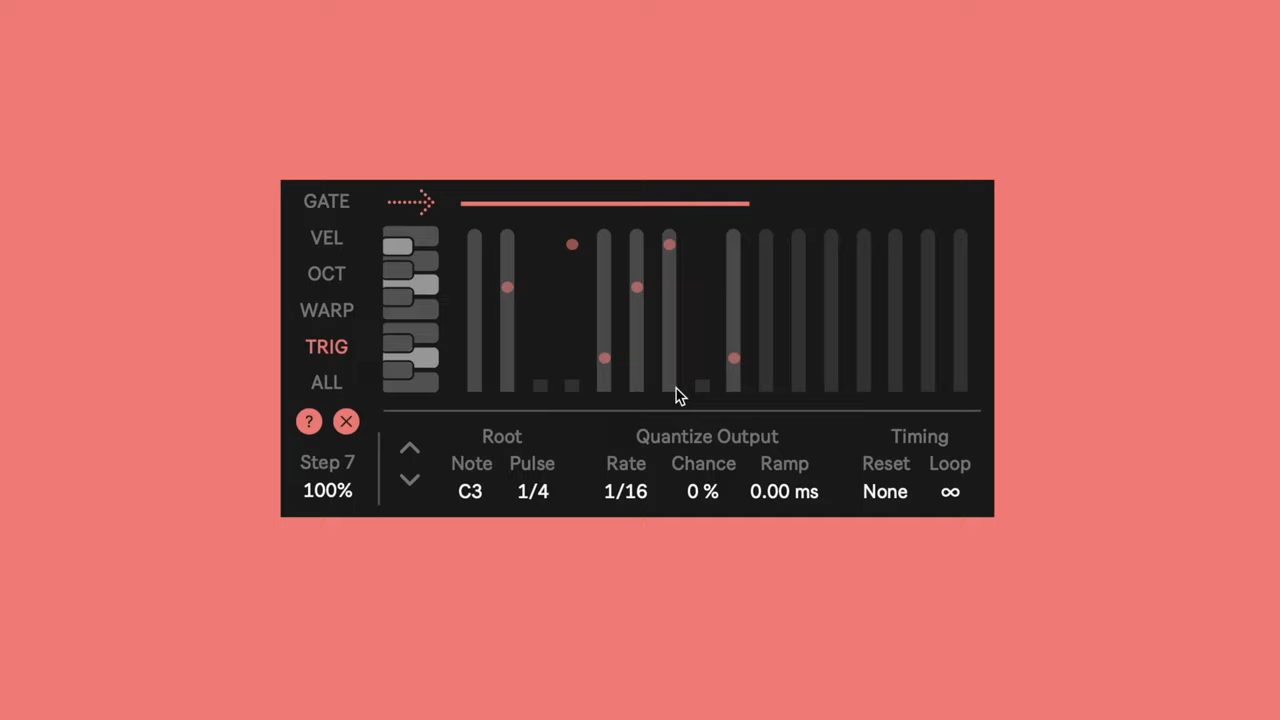 GATE
VEL
OCT
WARP
TRIG
ALL
?
Step 7
100%
Root
Note Pulse
C3 1/4
Quantize Output
Rate Chance Ramp
1/16 0 % 0.00 ms
Timing
Reset Loop
None ∞